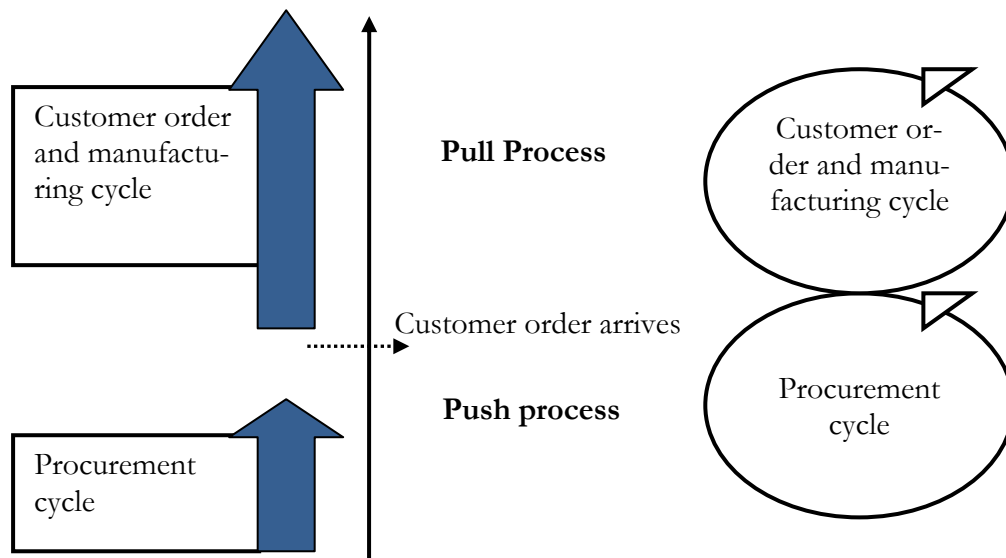 Customer order
and manufactu-
ring cycle
Pull Process
Customer or-
der and manu-
facturing cycle
Customer order arrives
Push process
Procurement
cycle
Procurement
cycle